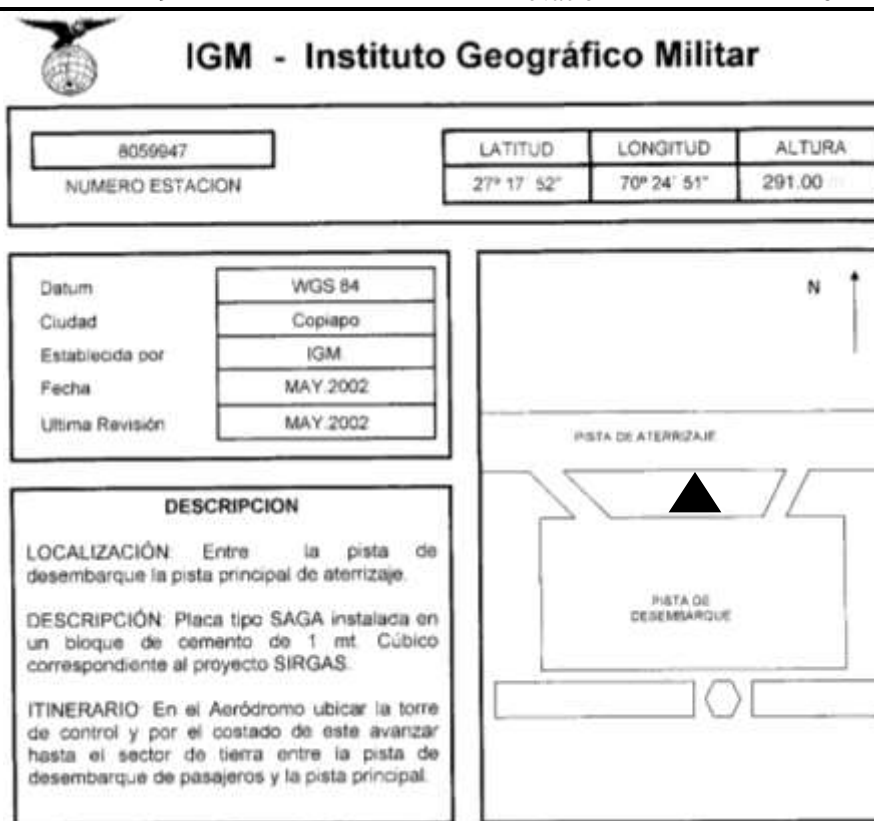 IGM - Instituto Geográfico Militar
8059947
NUMERO ESTACION
LATITUD LONGITUD ALTURA
27º 17' 52" 70º 24' 51" 291.00 m
Datum WGS 84
Ciudad Copiapo
Establecida por IGM
Fecha MAY.2002
Ultima Revisión MAY.2002
DESCRIPCION
LOCALIZACIÓN: Entre la pista de
desembarque la pista principal de aterrizaje.
DESCRIPCIÓN: Placa tipo SAGA instalada en
un bloque de cemento de 1 mt. Cúbico
correspondiente al proyecto SIRGAS.
ITINERARIO: En el Aeródromo ubicar la torre
de control y por el costado de este avanzar
hasta el sector de tierra entre la pista de
desembarque de pasajeros y la pista principal.
N
PISTA DE ATERRIZAJE
PISTA DE
DESEMBARQUE